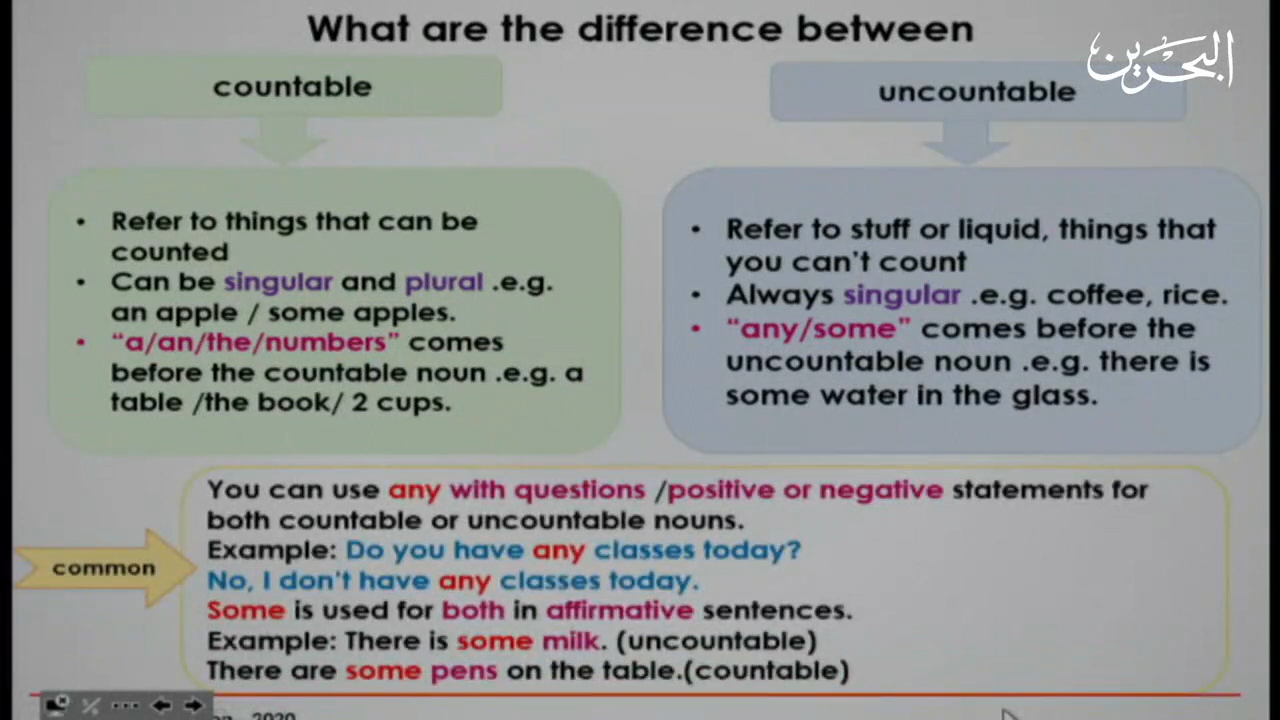 What are the difference between
البحرين
countable
uncountable
• Refer to things that can be
counted
• Can be singular and plural .e.g.
an apple / some apples.
• “a/an/the/numbers” comes
before the countable noun .e.g. a
table /the book/ 2 cups.
• Refer to stuff or liquid, things that
you can't count
• Always singular .e.g. coffee, rice.
• “any/some” comes before the
uncountable noun .e.g. there is
some water in the glass.
common
You can use any with questions /positive or negative statements for
both countable or uncountable nouns.
Example: Do you have any classes today?
No, I don't have any classes today.
Some is used for both in affirmative sentences.
Example: There is some milk. (uncountable)
There are some pens on the table.(countable)
2020